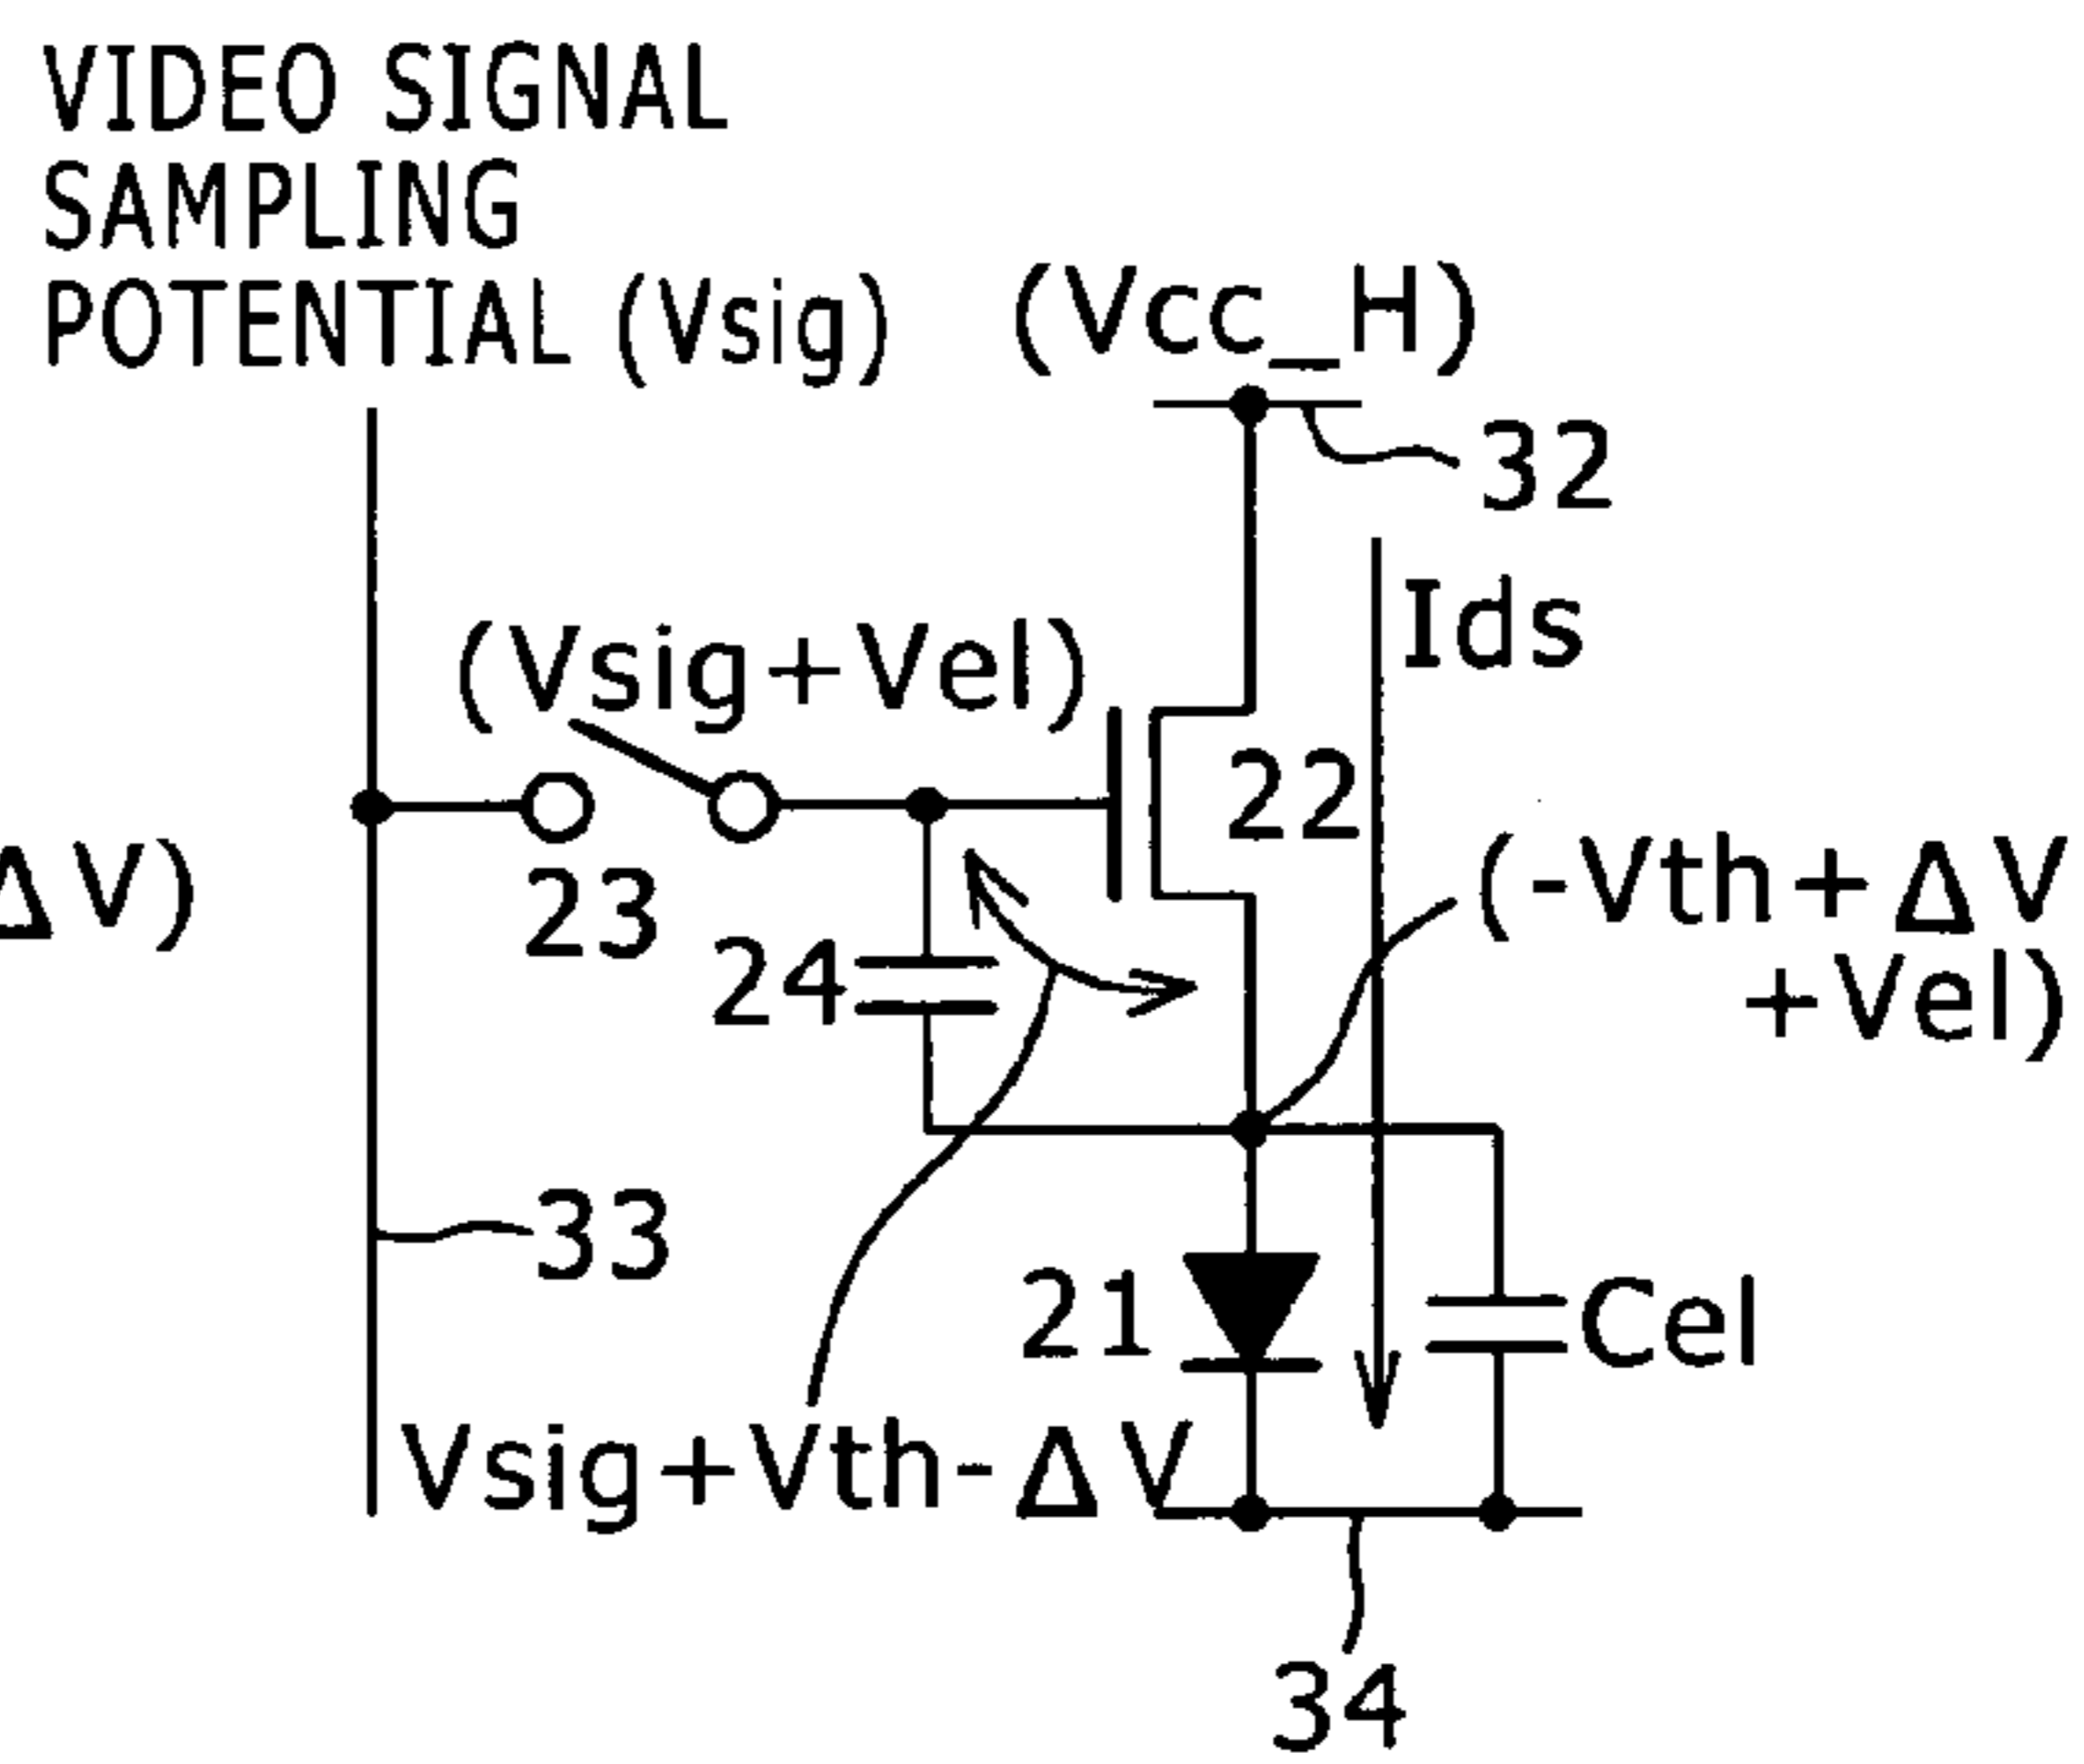 VIDEO SIGNAL
SAMPLING
POTENTIAL (Vsig)
(Vcc_H)
32
Ids
(Vsig+Vel)
22
ΔV)
23
(-Vth+ΔV
+Vel)
24
33
21
Cel
Vsig+Vth-ΔV
34